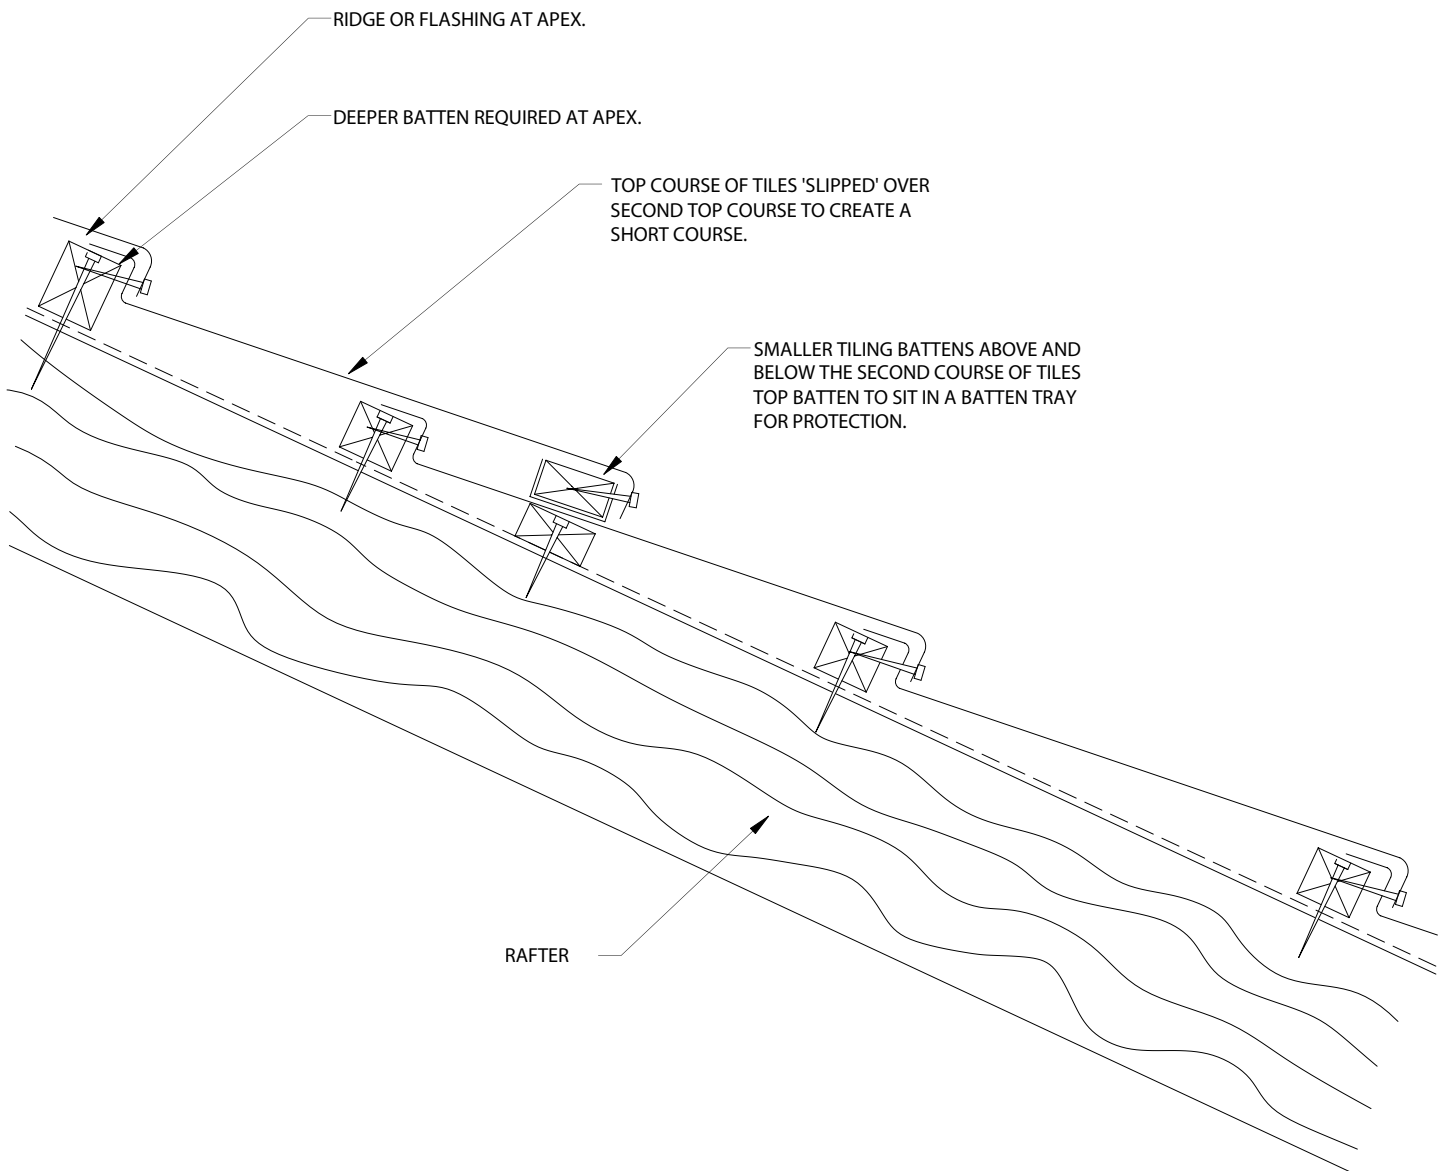 RIDGE OR FLASHING AT APEX.
DEEPER BATTEN REQUIRED AT APEX.
TOP COURSE OF TILES 'SLIPPED' OVER
SECOND TOP COURSE TO CREATE A
SHORT COURSE.
SMALLER TILING BATTENS ABOVE AND
BELOW THE SECOND COURSE OF TILES
TOP BATTEN TO SIT IN A BATTEN TRAY
FOR PROTECTION.
RAFTER